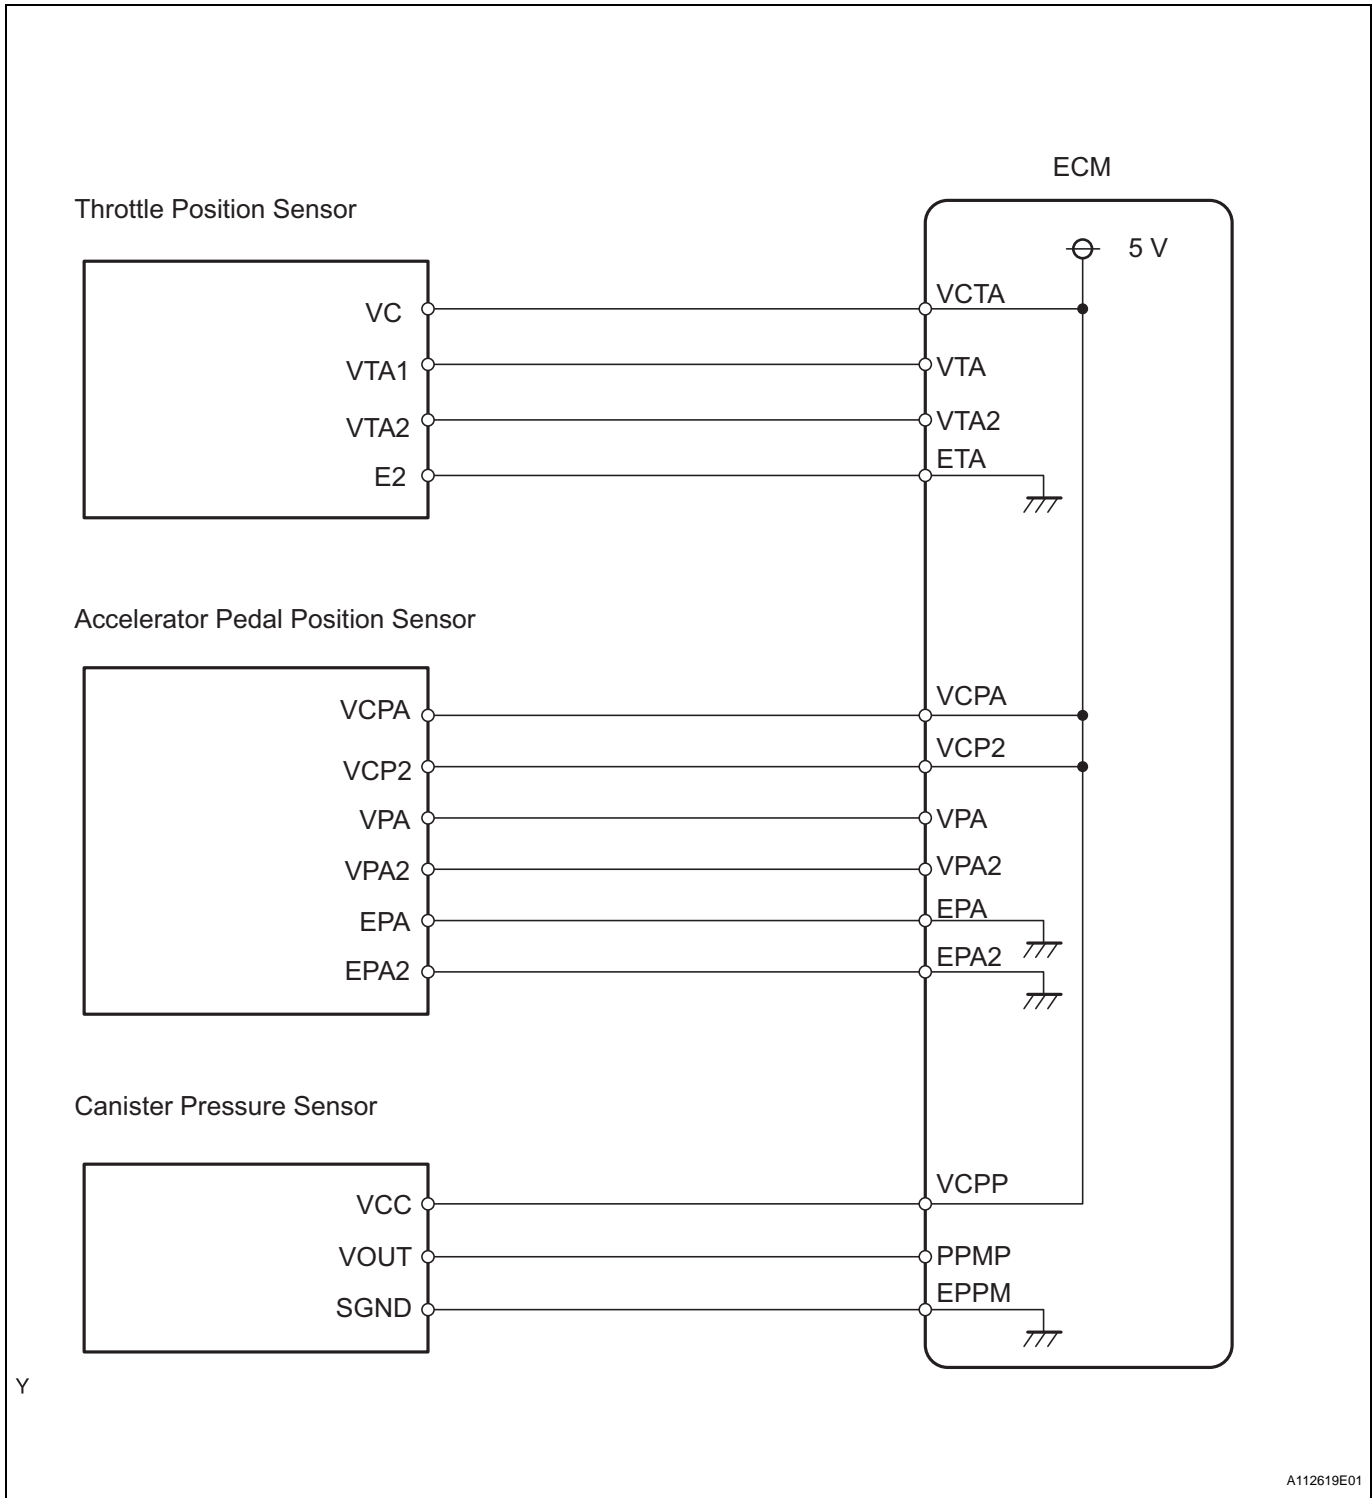 ECM
Throttle Position Sensor
5 V
VC
VCTA
VTA1
VTA
VTA2
VTA2
E2
ETA
Accelerator Pedal Position Sensor
VCPA
VCPA
VCP2
VCP2
VPA
VPA
VPA2
VPA2
EPA
EPA
EPA2
EPA2
Canister Pressure Sensor
VCC
VCPP
VOUT
PPMP
SGND
EPPM
Y
A112619E01